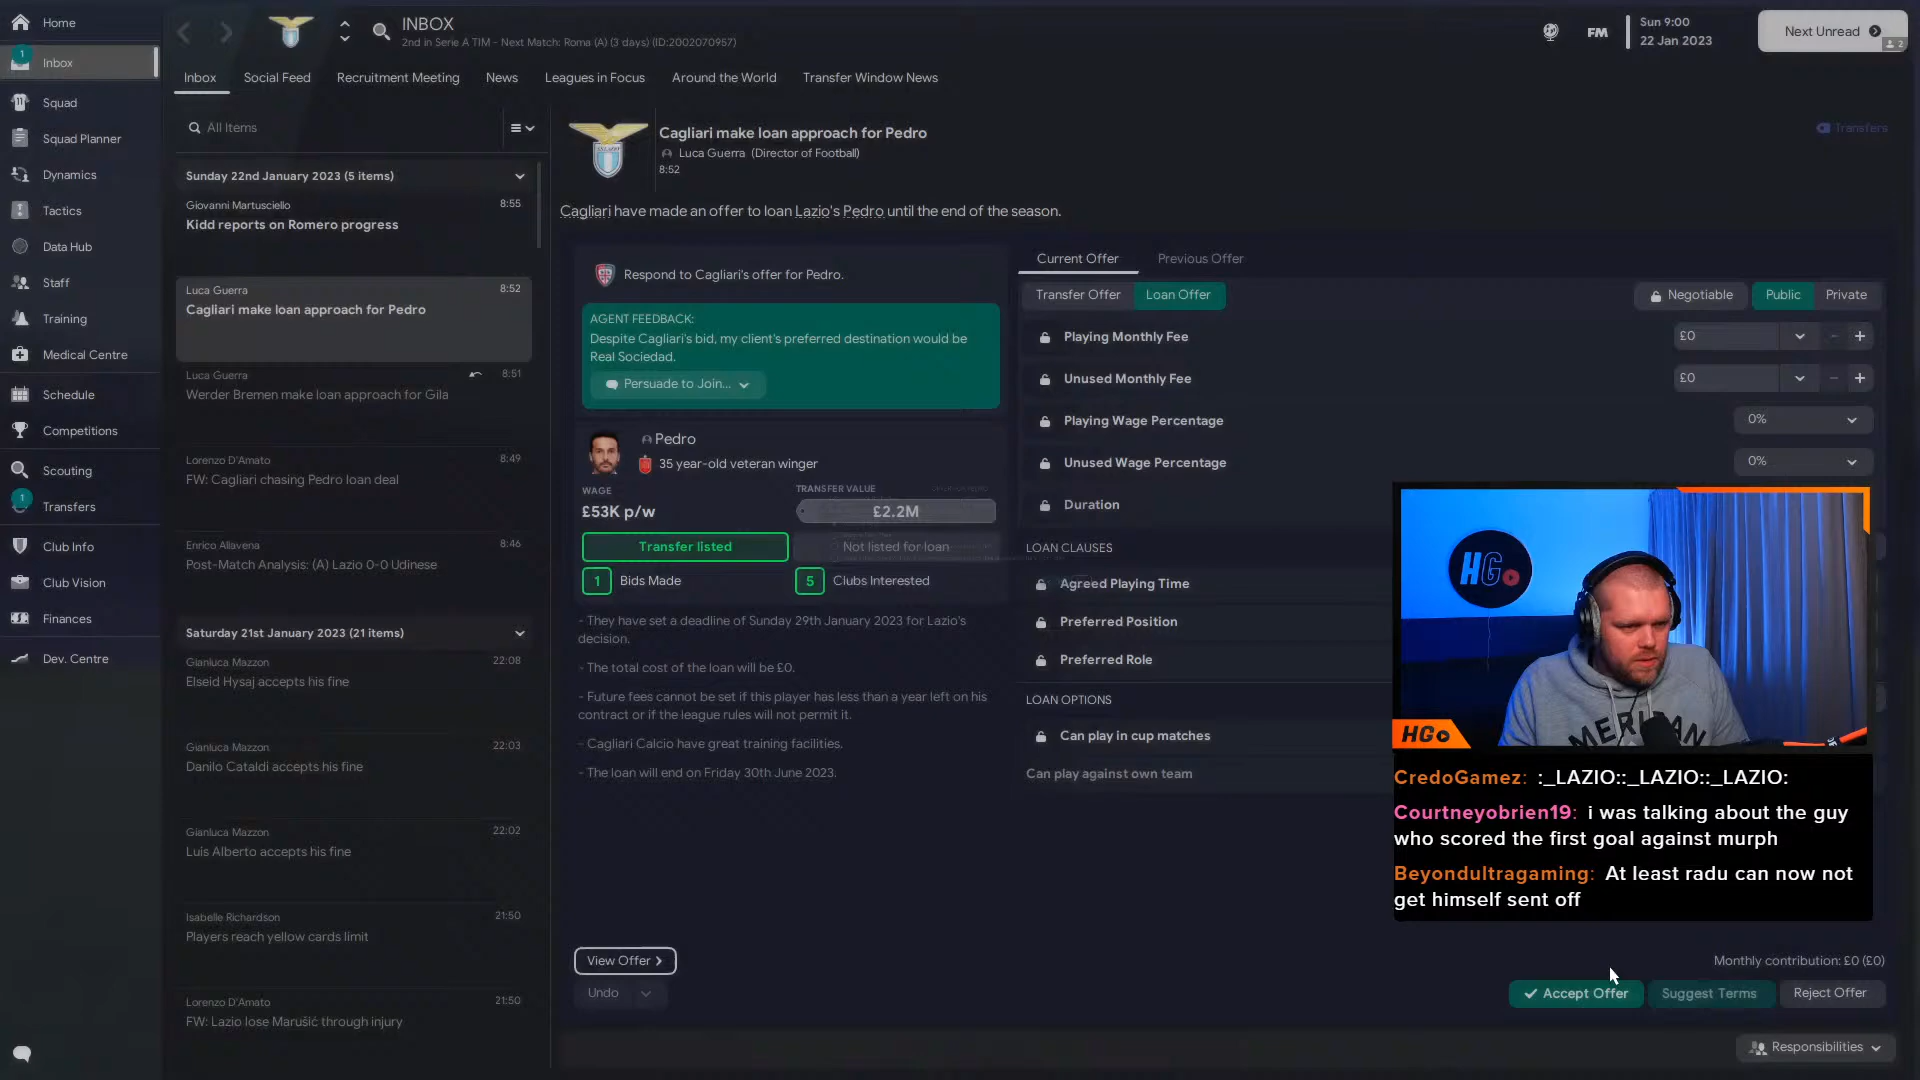 Home
Inbox
1
Squad
Squad Planner
Dynamics
Tactics
Data Hub
Staff
Training
Medical Centre
Schedule
Competitions
Scouting
1
Transfers
Club Info
Club Vision
Finances
Dev. Centre
INBOX
2nd in Serie A TIM - Next Match: Roma (A) (3 days) (ID:2002070957)
FM
Sun 9:00
22 Jan 2023
Next Unread
2
Inbox
Social Feed
Recruitment Meeting
News
Leagues in Focus
Around the World
Transfer Window News
All Items
Sunday 22nd January 2023 (5 items)
Giovanni Martusciello 8:55
Kidd reports on Romero progress
Luca Guerra 8:52
Cagliari make loan approach for Pedro
Luca Guerra 8:51
Werder Bremen make loan approach for Gila
Lorenzo D'Amato 8:49
FW: Cagliari chasing Pedro loan deal
Enrico Allavena 8:46
Post-Match Analysis: (A) Lazio 0-0 Udinese
Saturday 21st January 2023 (21 items)
Gianluca Mazzon 22:08
Elseid Hysaj accepts his fine
Gianluca Mazzon 22:03
Danilo Cataldi accepts his fine
Gianluca Mazzon 22:02
Luis Alberto accepts his fine
Isabelle Richardson 21:50
Players reach yellow cards limit
Lorenzo D'Amato 21:50
FW: Lazio lose Marušić through injury
Cagliari make loan approach for Pedro
Luca Guerra (Director of Football)
8:52
Transfers
Cagliari have made an offer to loan Lazio's Pedro until the end of the season.
Respond to Cagliari's offer for Pedro.
AGENT FEEDBACK:
Despite Cagliari's bid, my client's preferred destination would be
Real Sociedad.
Persuade to Join...
Pedro
35 year-old veteran winger
WAGE
£53K p/w
TRANSFER VALUE
£2.2M
Transfer listed
Not listed for loan
1 Bids Made
5 Clubs Interested
- They have set a deadline of Sunday 29th January 2023 for Lazio's
decision.
- The total cost of the loan will be £0.
- Future fees cannot be set if this player has less than a year left on his
contract or if the league rules will not permit it.
- Cagliari Calcio have great training facilities.
- The loan will end on Friday 30th June 2023.
View Offer
Undo
Current Offer
Previous Offer
Transfer Offer
Loan Offer
Negotiable
Public
Private
Playing Monthly Fee £0
Unused Monthly Fee £0
Playing Wage Percentage 0%
Unused Wage Percentage 0%
Duration
LOAN CLAUSES
Agreed Playing Time
Preferred Position
Preferred Role
LOAN OPTIONS
Can play in cup matches
Can play against own team
HG
HG
CredoGamez: :_LAZIO::_LAZIO::_LAZIO:
Courtneyobrien19: i was talking about the guy
who scored the first goal against murph
Beyondultragaming: At least radu can now not
get himself sent off
Monthly contribution: £0 (£0)
Accept Offer
Suggest Terms
Reject Offer
Responsibilities